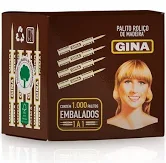 PALITO ROLIÇO
DE MADEIRA
GINA
CONTÉM 1.000 PALITOS
EMBALADOS
1 A 1